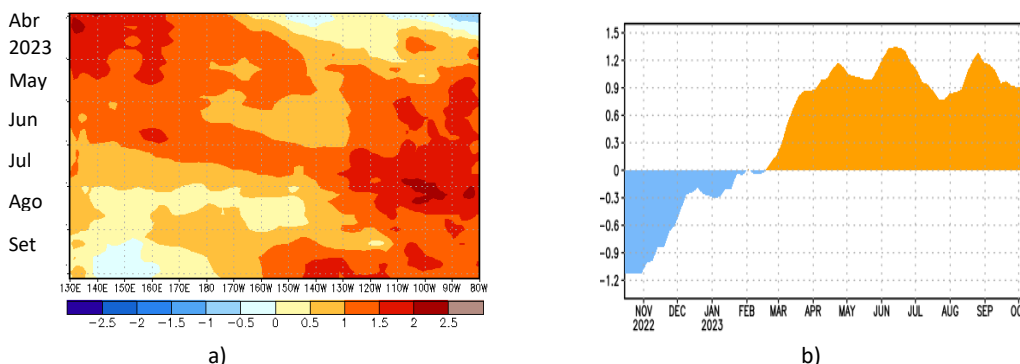 Abr
2023
May
Jun
Jul
Ago
Set
130E 140E 150E 160E 170E 180 170W 160W 150W 140W 130W 120W 110W 100W 90W 80W
-2.5 -2 -1.5 -1 -0.5 0 0.5 1 1.5 2 2.5
a)
1.5
1.2
0.9
0.6
0.3
0
-0.3
-0.6
-0.9
-1.2
NOV DEC JAN FEB MAR APR MAY JUN JUL AUG SEP OC
2022 2023
b)